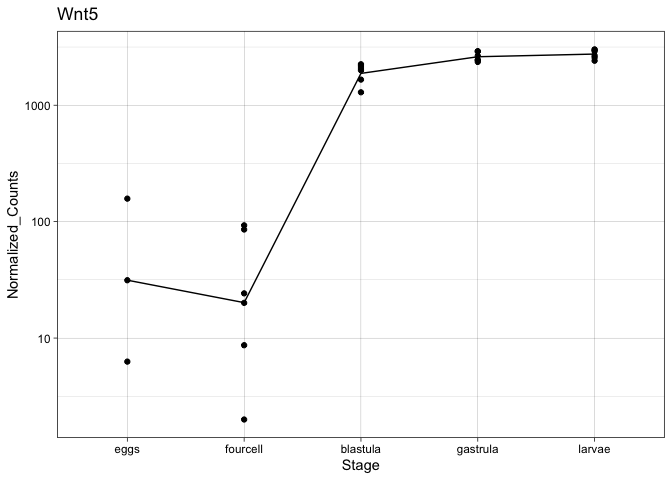 Wnt5
Normalized_Counts
1000
100
10
eggs fourcell blastula gastrula larvae
Stage